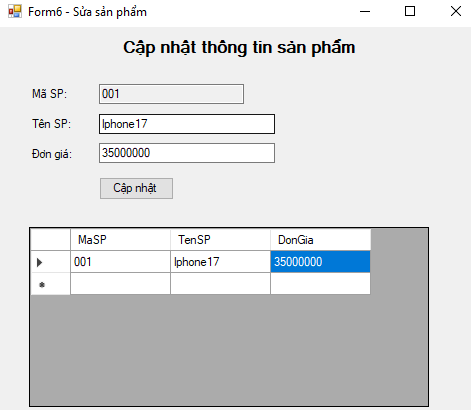 Form6 - Sửa sản phẩm
Cập nhật thông tin sản phẩm
Mã SP: 001
Tên SP: Iphone17
Đơn giá: 35000000
Cập nhật
MaSP TenSP DonGia
001 Iphone17 35000000